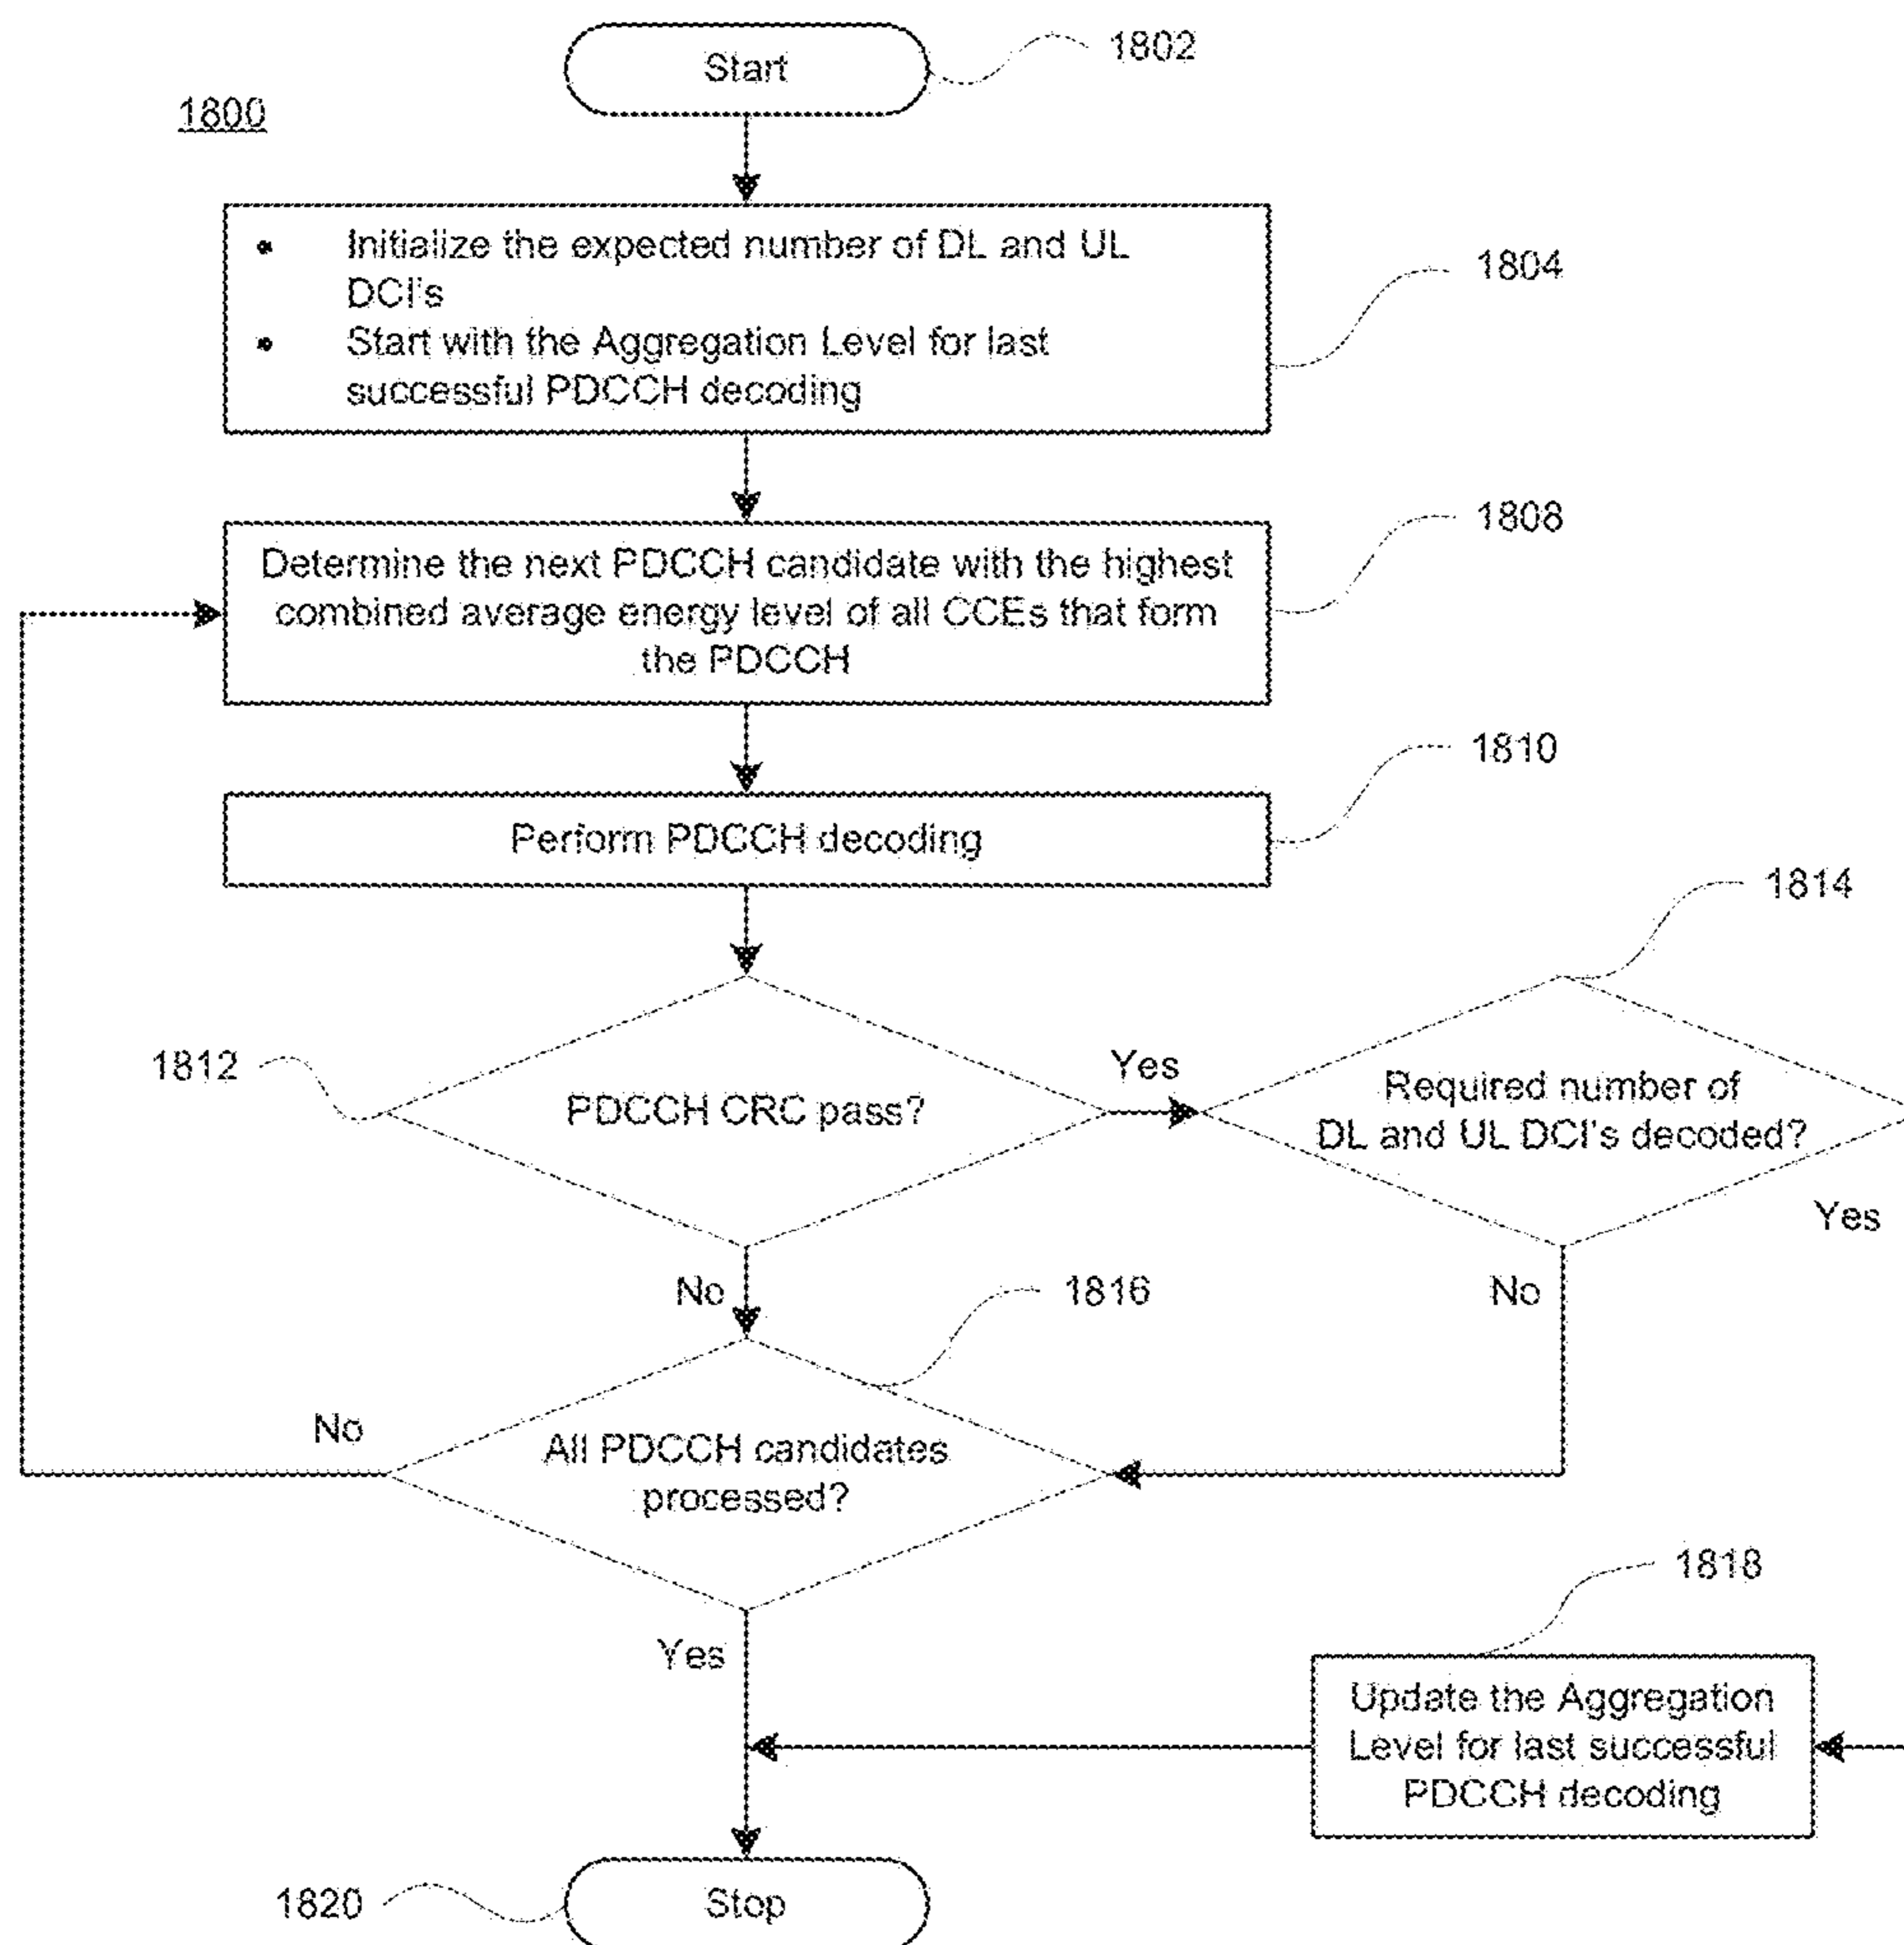 1802
Start
1800
• Initialize the expected number of DL and UL
DCI's
• Start with the Aggregation Level for last
successful PDCCH decoding
1804
1808
Determine the next PDCCH candidate with the highest
combined average energy level of all CCEs that form
the PDCCH
1810
Perform PDCCH decoding
1814
1812
PDCCH CRC pass?
Yes
Required number of
DL and UL DCI's decoded?
Yes
No
1816
No
No
All PDCCH candidates
processed?
1818
Yes
Update the Aggregation
Level for last successful
PDCCH decoding
1820
Stop